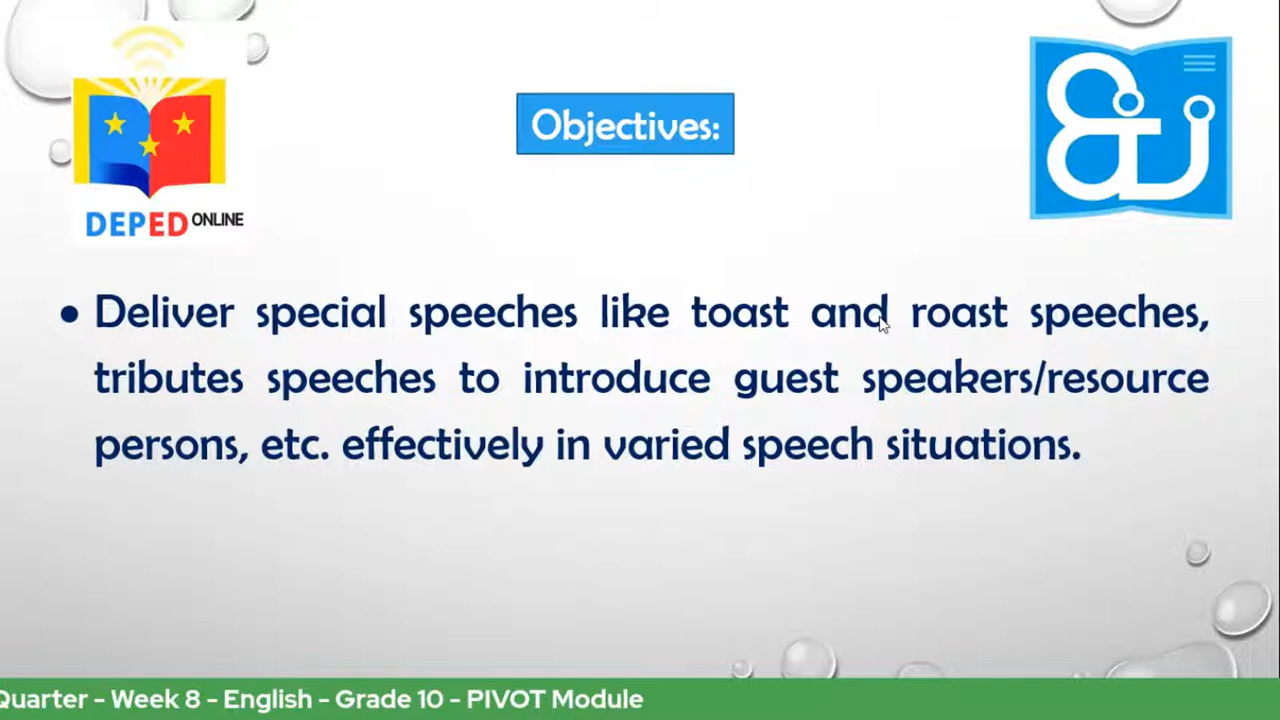 DEPED ONLINE
Objectives:
• Deliver special speeches like toast and roast speeches,
tributes speeches to introduce guest speakers/resource
persons, etc. effectively in varied speech situations.
Quarter - Week 8 - English - Grade 10 - PIVOT Module